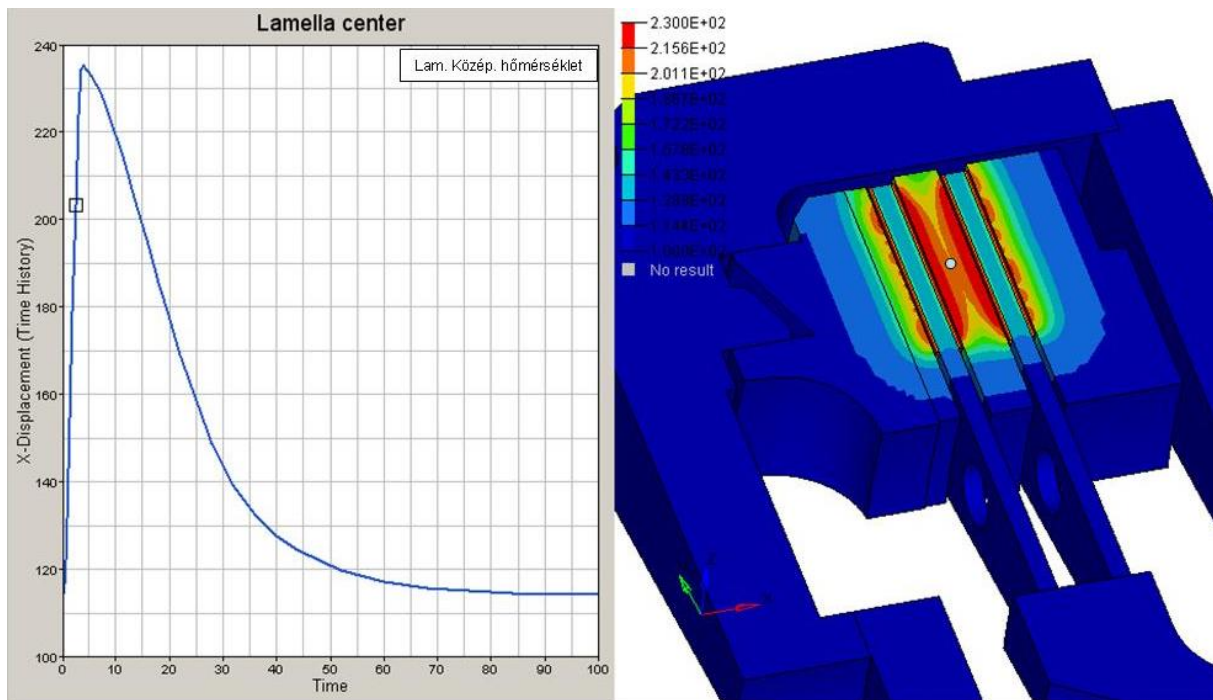 Lamella center
Lam. Közép. hőmérséklet
240
220
200
180
160
140
120
100
X-Displacement (Time History)
0 10 20 30 40 50 60 70 80 90 100
Time
2.300E+02
2.156E+02
2.011E+02
No result